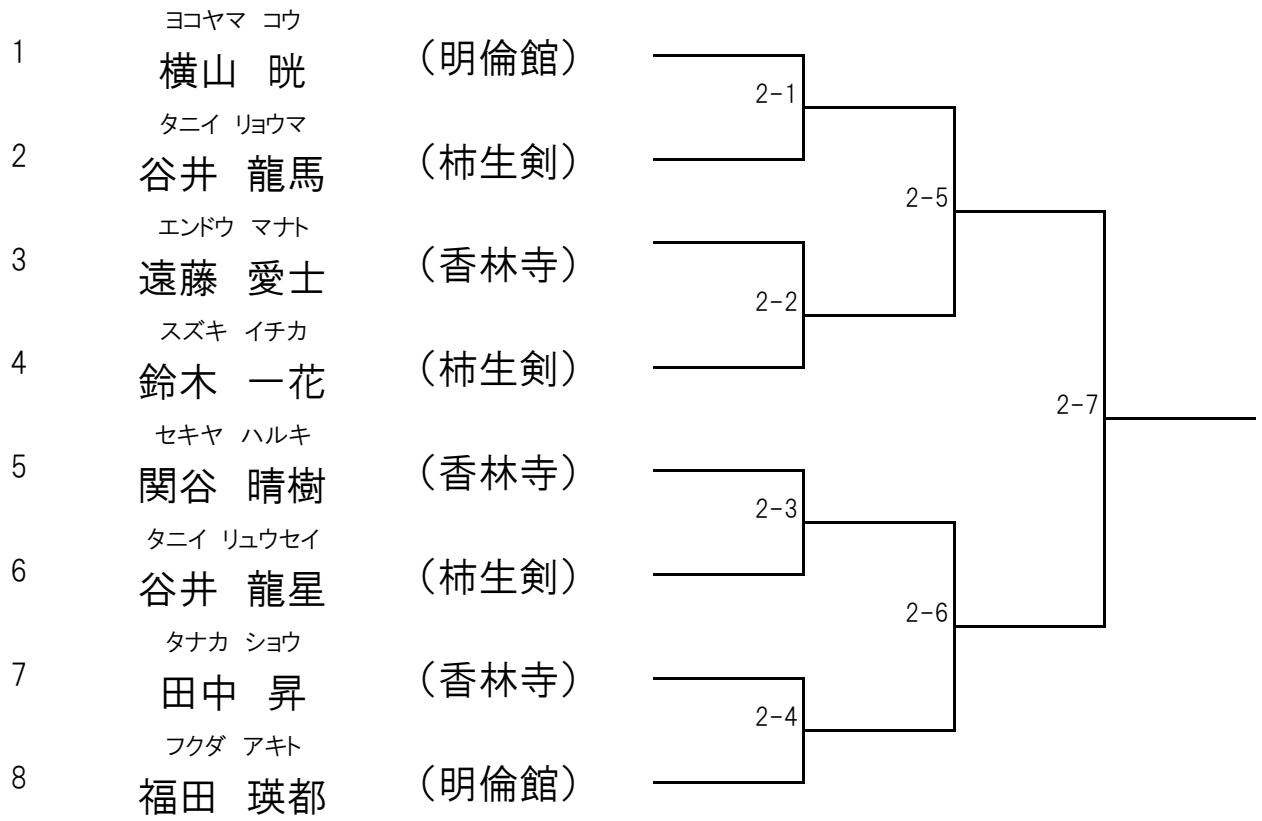 ヨコヤマ コウ
1 横山 晄 （明倫館）
2-1
タニイ リョウマ
2 谷井 龍馬 （柿生剣）
2-5
エンドウ マナト
3 遠藤 愛士 （香林寺）
2-2
スズキ イチカ
4 鈴木 一花 （柿生剣）
2-7
セキヤ ハルキ
5 関谷 晴樹 （香林寺）
2-3
タニイ リュウセイ
6 谷井 龍星 （柿生剣）
2-6
タナカ ショウ
7 田中 昇 （香林寺）
2-4
フクダ アキト
8 福田 瑛都 （明倫館）